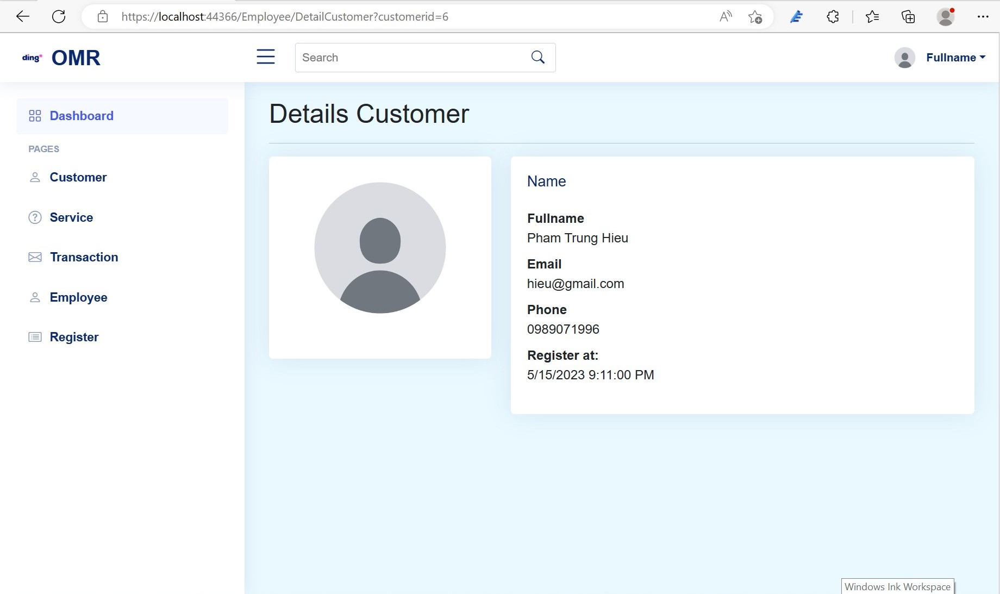 https://localhost:44366/Employee/DetailCustomer?customerid=6
ding* OMR
Search
Fullname
Dashboard
PAGES
Customer
Service
Transaction
Employee
Register
Details Customer
Name
Fullname
Pham Trung Hieu
Email
hieu@gmail.com
Phone
0989071996
Register at:
5/15/2023 9:11:00 PM
Windows Ink Workspace